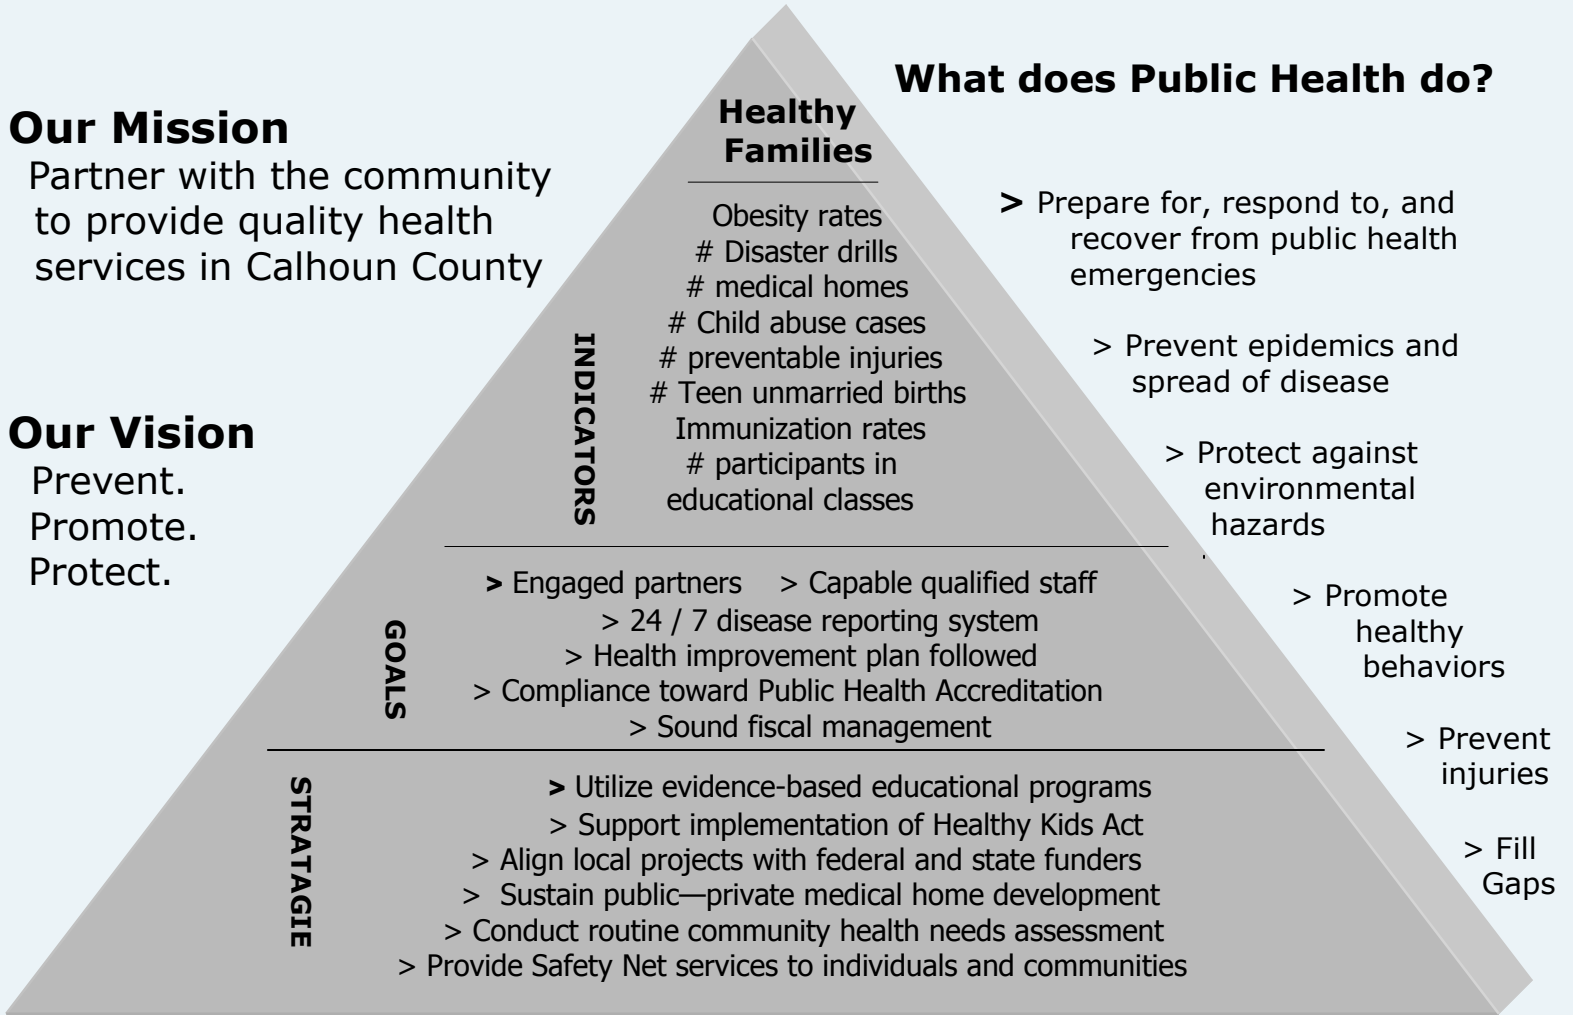 Our Mission
Partner with the community
to provide quality health
services in Calhoun County
Our Vision
Prevent.
Promote.
Protect.
Healthy
Families
INDICATORS
Obesity rates
# Disaster drills
# medical homes
# Child abuse cases
# preventable injuries
# Teen unmarried births
Immunization rates
# participants in
educational classes
GOALS
> Engaged partners > Capable qualified staff
> 24 / 7 disease reporting system
> Health improvement plan followed
> Compliance toward Public Health Accreditation
> Sound fiscal management
STRATAGIE
> Utilize evidence-based educational programs
> Support implementation of Healthy Kids Act
> Align local projects with federal and state funders
> Sustain public—private medical home development
> Conduct routine community health needs assessment
> Provide Safety Net services to individuals and communities
What does Public Health do?
> Prepare for, respond to, and
recover from public health
emergencies
> Prevent epidemics and
spread of disease
> Protect against
environmental
hazards
.
> Promote
healthy
behaviors
> Prevent
injuries
> Fill
Gaps